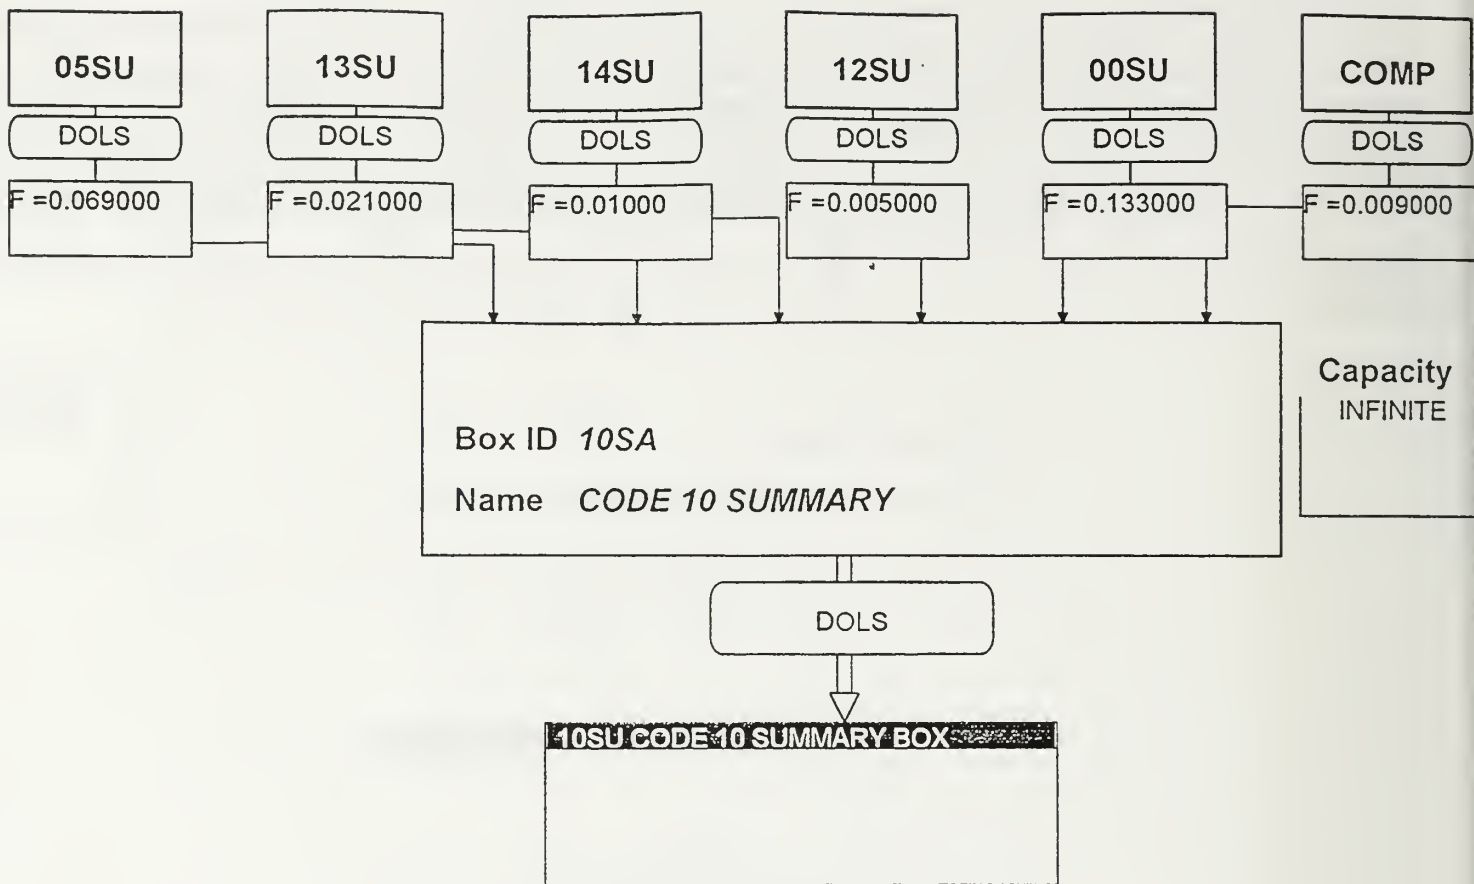 05SU 13SU 14SU 12SU 00SU COMP
DOLS DOLS DOLS DOLS DOLS DOLS
F =0.069000 F =0.021000 F =0.01000 F =0.005000 F =0.133000 F =0.009000
Capacity
INFINITE
Box ID 10SA
Name CODE 10 SUMMARY
DOLS
10SU CODE 10 SUMMARY BOX